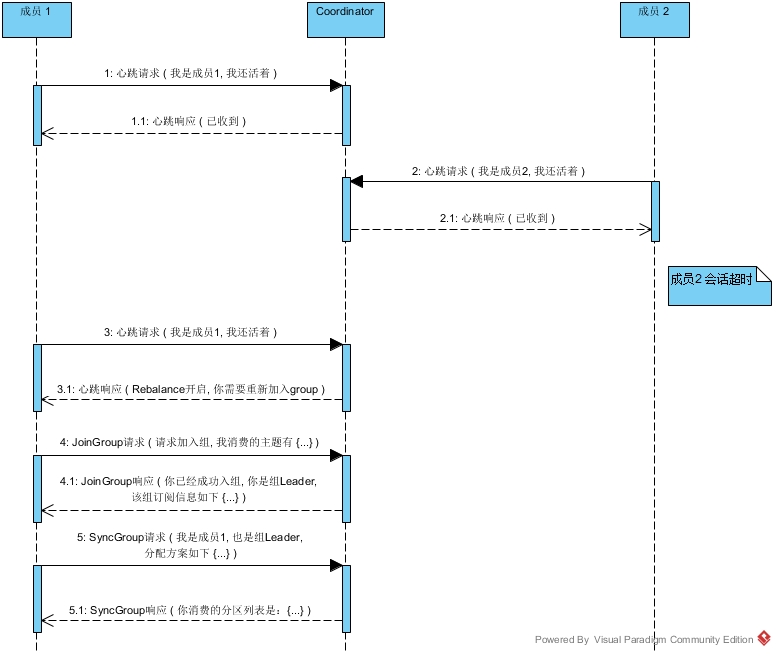 成员 1
Coordinator
成员 2
1: 心跳请求 ( 我是成员1, 我还活着 )
1.1: 心跳响应 ( 已收到 )
2: 心跳请求 ( 我是成员2, 我还活着 )
2.1: 心跳响应 ( 已收到 )
成员2 会话超时
3: 心跳请求 ( 我是成员1, 我还活着 )
3.1: 心跳响应 ( Rebalance开启, 你需要重新加入group )
4: JoinGroup请求 ( 请求加入组, 我消费的主题有 {...} )
4.1: JoinGroup响应 ( 你已经成功入组, 你是组Leader,
该组订阅信息如下 {...} )
5: SyncGroup请求 ( 我是成员1, 也是组Leader,
分配方案如下 {...} )
5.1: SyncGroup响应 ( 你消费的分区列表是：{...} )
Powered By Visual Paradigm Community Edition